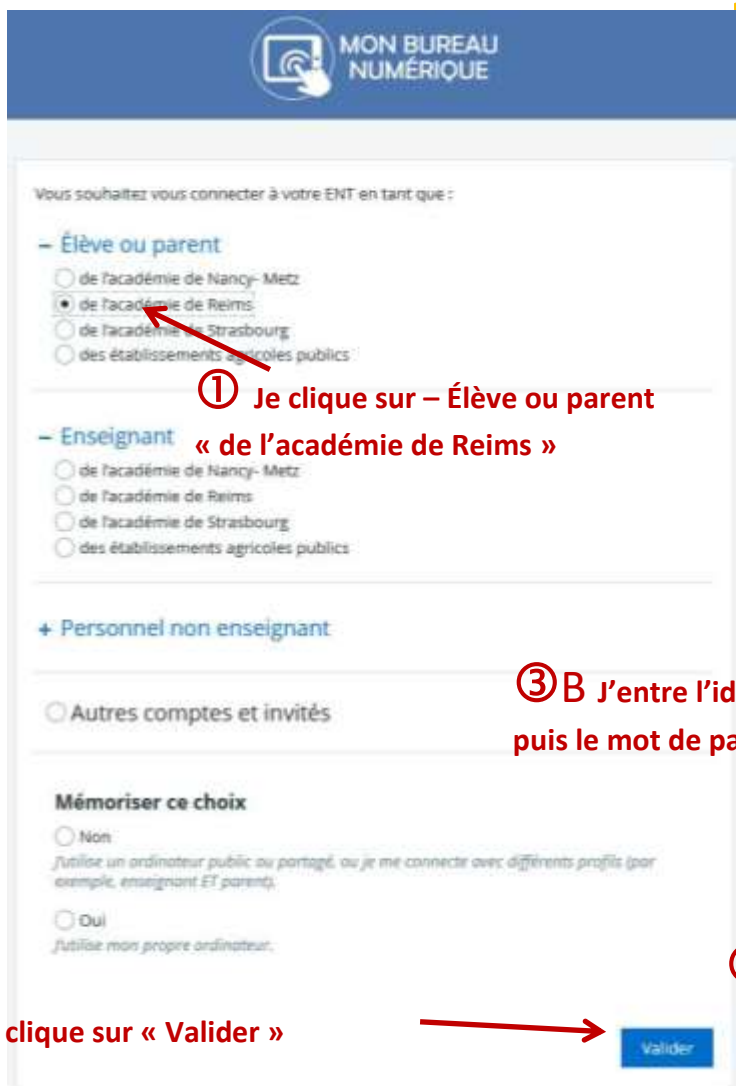 MON BUREAU
NUMÉRIQUE
Vous souhaitez vous connecter à votre ENT en tant que :
– Élève ou parent
de l'académie de Nancy- Metz
de l'académie de Reims
de l'académie de Strasbourg
des établissements agricoles publics
① Je clique sur – Élève ou parent
« de l'académie de Reims »
– Enseignant
de l'académie de Nancy- Metz
de l'académie de Reims
de l'académie de Strasbourg
des établissements agricoles publics
+ Personnel non enseignant
③B J'entre l'id
puis le mot de pa
Autres comptes et invités
Mémoriser ce choix
Non
J'utilise un ordinateur public ou partagé, ou je me connecte avec différents profils (par
exemple, enseignant ET parent).
Oui
J'utilise mon propre ordinateur.
clique sur « Valider »
Valider